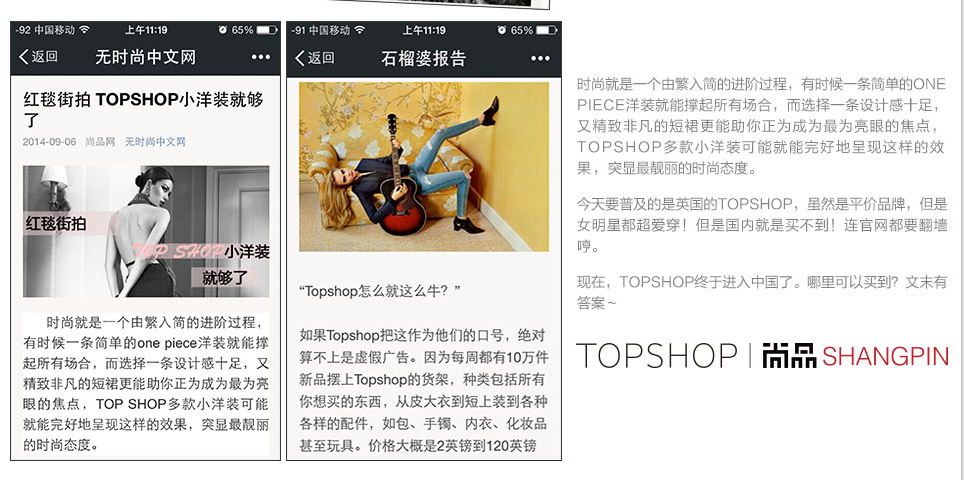 -92 中国移动 上午11:19 65%
返回 无时尚中文网
红毯街拍 TOPSHOP小洋装就够
了
2014-09-06 尚品网 无时尚中文网
红毯街拍
TOP SHOP小洋装
就够了
时尚就是一个由繁入简的进阶过程，
有时候一条简单的one piece洋装就能撑
起所有场合，而选择一条设计感十足，又
精致非凡的短裙更能助你正为成为最为亮
眼的焦点，TOP SHOP多款小洋装可能
就能完好地呈现这样的效果，突显最靓丽
的时尚态度。
-91 中国移动 上午11:19 65%
返回 石榴婆报告
“Topshop怎么就这么牛？”
如果Topshop把这作为他们的口号，绝对
算不上是虚假广告。因为每周都有10万件
新品摆上Topshop的货架，种类包括所有
你想买的东西，从皮大衣到短上装到各种
各样的配件，如包、手镯、内衣、化妆品
甚至玩具。价格大概是2英镑到120英镑
时尚就是一个由繁入简的进阶过程，有时候一条简单的ONE
PIECE洋装就能撑起所有场合，而选择一条设计感十足，
又精致非凡的短裙更能助你正为成为最为亮眼的焦点，
TOPSHOP多款小洋装可能就能完好地呈现这样的效
果，突显最靓丽的时尚态度。
今天要普及的是英国的TOPSHOP，虽然是平价品牌，但是
女明星都超爱穿！但是国内就是买不到！连官网都要翻墙
哼。
现在，TOPSHOP终于进入中国了。哪里可以买到？文末有
答案~
TOPSHOP | 尚品 SHANGPIN